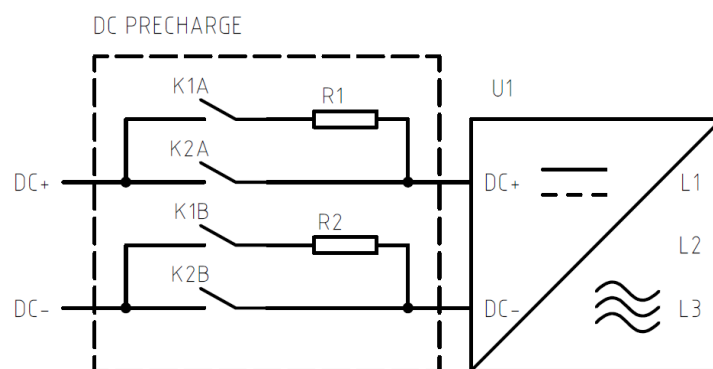 DC PRECHARGE
K1A
R1
U1
K2A
DC+
DC+
L1
K1B
R2
L2
K2B
DC-
DC-
L3